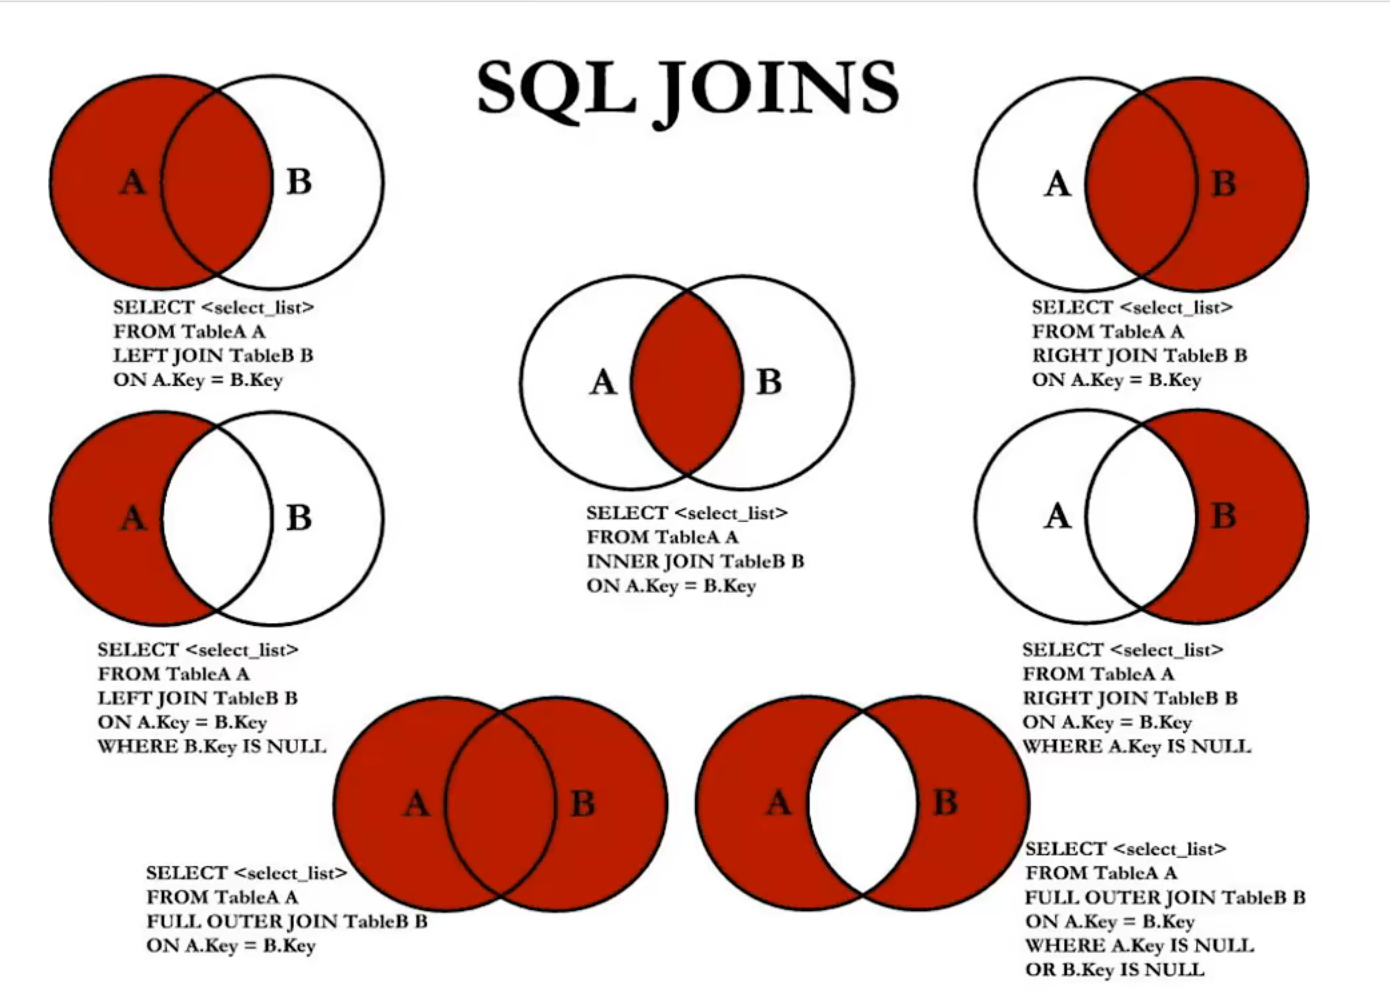 SQL JOINS
A B
SELECT <select_list>
FROM TableA A
LEFT JOIN TableB B
ON A.Key = B.Key
A B
SELECT <select_list>
FROM TableA A
RIGHT JOIN TableB B
ON A.Key = B.Key
A B
SELECT <select_list>
FROM TableA A
INNER JOIN TableB B
ON A.Key = B.Key
A B
SELECT <select_list>
FROM TableA A
LEFT JOIN TableB B
ON A.Key = B.Key
WHERE B.Key IS NULL
A B
SELECT <select_list>
FROM TableA A
RIGHT JOIN TableB B
ON A.Key = B.Key
WHERE A.Key IS NULL
A B
SELECT <select_list>
FROM TableA A
FULL OUTER JOIN TableB B
ON A.Key = B.Key
A B
SELECT <select_list>
FROM TableA A
FULL OUTER JOIN TableB B
ON A.Key = B.Key
WHERE A.Key IS NULL
OR B.Key IS NULL